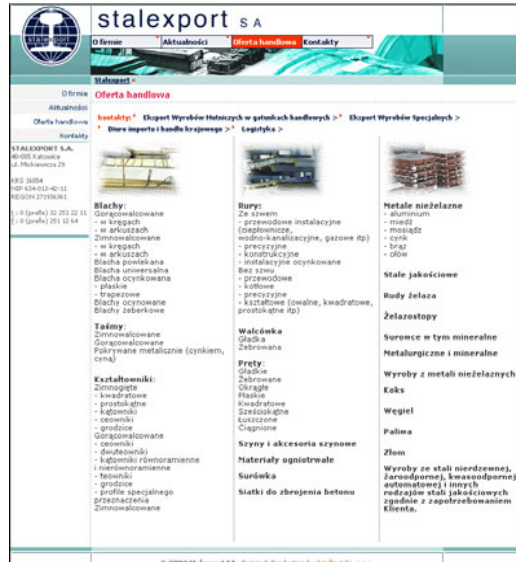 stalexport S A
stalexport
O firmie
Aktualności
Oferta handlowa
Kontakty
Stalexport
O firmie
Aktualności
Oferta handlowa
Kontakty
STALEXPORT S.A.
40-085 Katowice
ul. Mickiewicza 29
KRS 16854
REGON 271936361
Oferta handlowa
kontakty: Eksport Wyrobów Hutniczych w gatunkach handlowych > Eksport Wyrobów Specjalnych >
Biuro importu i handlu krajowego > Logistyka >
Blachy:
Gorącowalcowane
- w kręgach
- w arkuszach
Zimnowalcowane
- w kręgach
- w arkuszach
Blacha powlekana
Blacha uniwersalna
Blacha ocynkowana
- płaskie
- trapezowe
Blachy ocynowane
Blachy żeberkowe
Taśmy:
Zimnowalcowane
Gorącowalcowane
Pokrywane metalicznie (cynkiem,
cyną)
Kształtowniki:
Zimnogięte
- kwadratowe
- prostokątne
- kątowniki
- ceowniki
- grodzice
Gorącowalcowane
- ceowniki
- dwuteowniki
- kątowniki równoramienne
i nierównoramienne
- teowniki
- grodzice
- profile specjalnego
przeznaczenia
Zimnowalcowane
Rury:
Ze szwem
- przewodowe instalacyjne
(ciepłownicze,
wodno-kanalizacyjne, gazowe itp)
- precyzyjne
- konstrukcyjne
- instalacyjne ocynkowane
Bez szwu
- przewodowe
- kotłowe
- precyzyjne
- kształtowe (owalne, kwadratowe,
prostokątne itp)
Walcówka
Gładka
Żebrowana
Pręty:
Gładkie
Żebrowane
Okrągłe
Płaskie
Kwadratowe
Sześciokątne
Łuszczone
Ciągnione
Szyny i akcesoria szynowe
Materiały ogniotrwałe
Surówka
Siatki do zbrojenia betonu
Metale nieżelazne
- aluminium
- miedź
- mosiądz
- cynk
- brąz
- ołów
Stale jakościowe
Rudy żelaza
Żelazostopy
Surowce w tym mineralne
Metalurgiczne i mineralne
Wyroby z metali nieżelaznych
Koks
Węgiel
Paliwa
Złom
Wyroby ze stali nierdzewnej,
żaroodpornej, kwasoodpornej
automatowej i innych
rodzajów stali jakościowych
zgodnie z zapotrzebowaniem
Klienta.